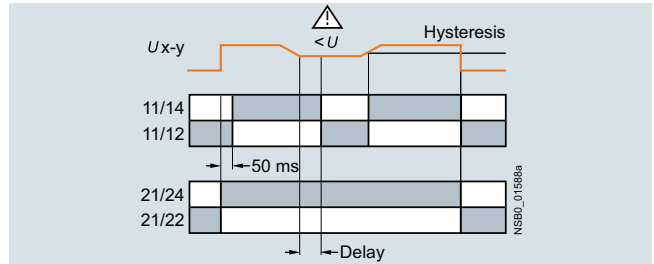 <U
Hysteresis
Ux-y
11/14
11/12
50 ms
21/24
21/22
Delay
NSB0_01588a